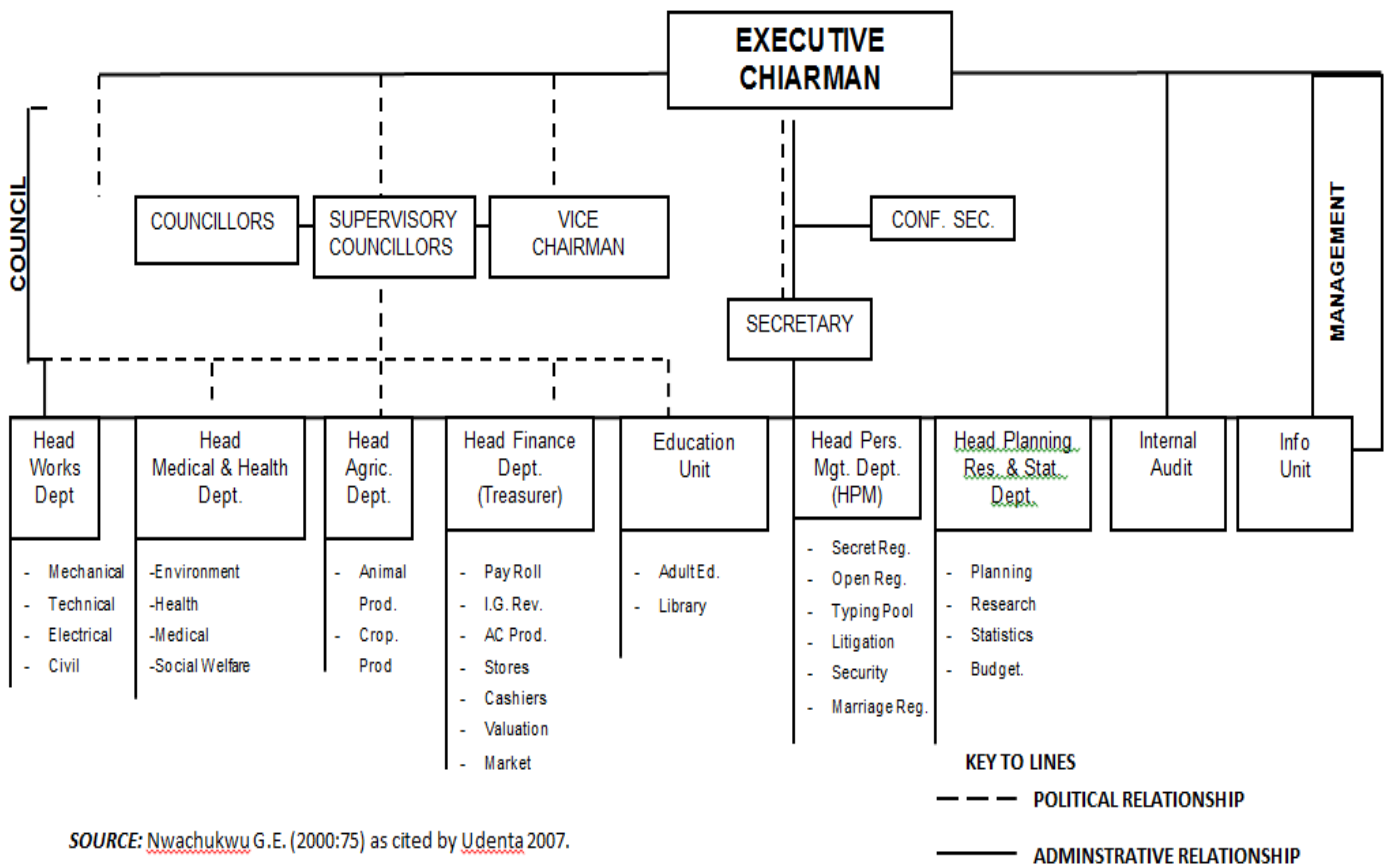 EXECUTIVE
CHIARMAN
COUNCIL
COUNCILLORS
SUPERVISORY
COUNCILLORS
VICE
CHAIRMAN
CONF. SEC.
SECRETARY
MANAGEMENT
Head
Works
Dept
- Mechanical
- Technical
- Electrical
- Civil
Head
Medical & Health
Dept.
-Environment
-Health
-Medical
-Social Welfare
Head
Agric.
Dept.
- Animal
Prod.
- Crop.
Prod
Head Finance
Dept.
(Treasurer)
- Pay Roll
- I.G. Rev.
- AC Prod.
- Stores
- Cashiers
- Valuation
- Market
Education
Unit
- Adult Ed.
- Library
Head Pers.
Mgt. Dept.
(HPM)
- Secret Reg.
- Open Reg.
- Typing Pool
- Litigation
- Security
- Marriage Reg.
Head Planning
Res. & Stat.
Dept.
- Planning
- Research
- Statistics
- Budget.
Internal
Audit
Info
Unit
KEY TO LINES
POLITICAL RELATIONSHIP
ADMINSTRATIVE RELATIONSHIP
SOURCE: Nwachukwu G.E. (2000:75) as cited by Udenta 2007.